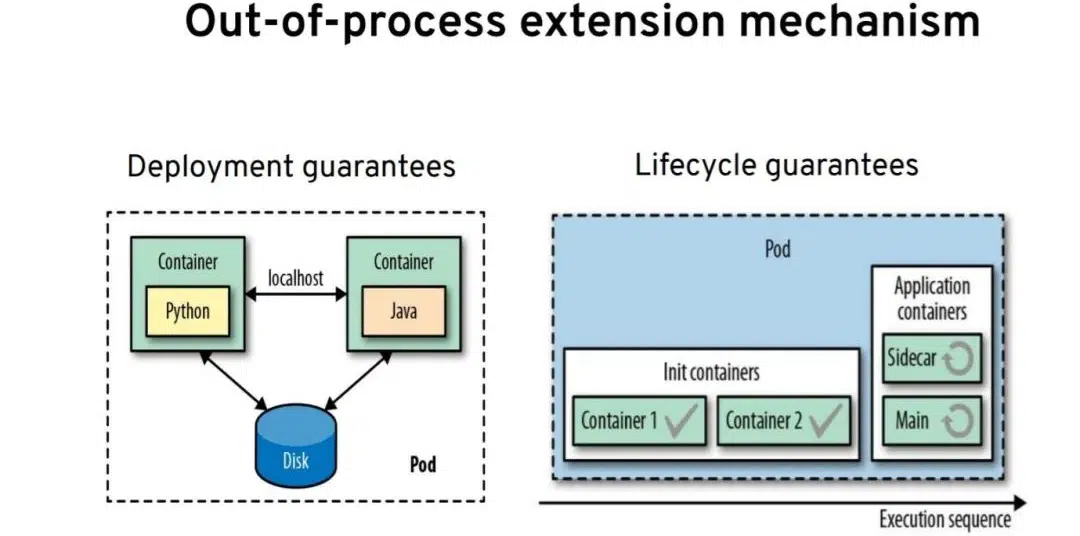 Out-of-process extension mechanism
Deployment guarantees
Container
Python
localhost
Container
Java
Disk
Pod
Lifecycle guarantees
Pod
Init containers
Container 1
Container 2
Application
containers
Sidecar
Main
Execution sequence